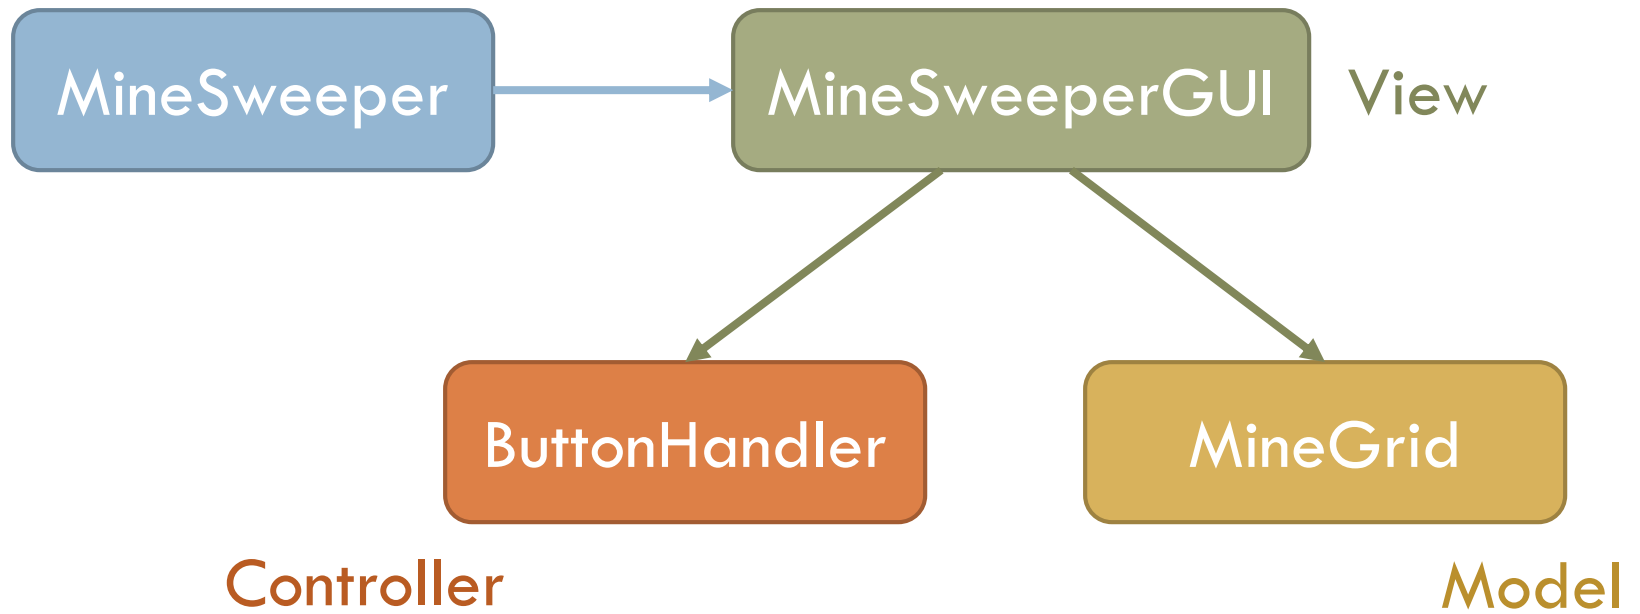 MineSweeper
MineSweeperGUI
View
ButtonHandler
MineGrid
Controller
Model